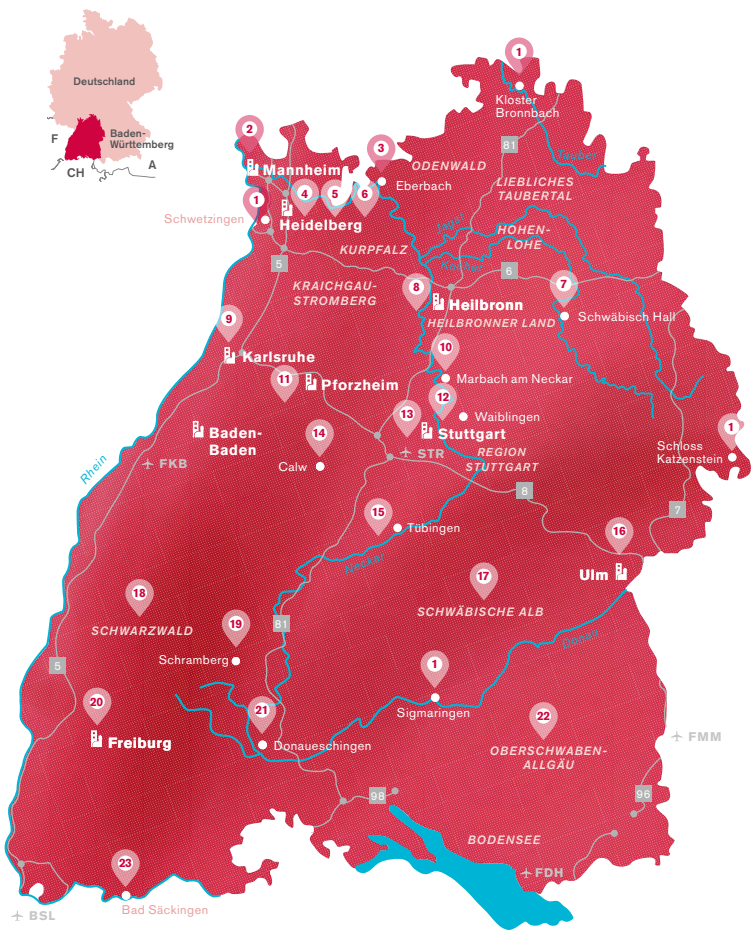 Deutschland
F
Baden-
Württemberg
CH
A
1
Kloster
Bronnbach
81
Tauber
2
3
Mannheim
ODENWALD
4
5
6
Eberbach
LIEBLICHES
TAUBERTAL
1
Schwetzingen
Heidelberg
Jagst
HOHEN-
LOHE
KURPFALZ
Kocher
5
6
KRAICHGAU-
STROMBERG
8
Heilbronn
7
HEILBRONNER LAND
Schwäbisch Hall
9
Karlsruhe
10
Marbach am Neckar
11
Pforzheim
12
Waiblingen
13
Stuttgart
Baden-
Baden
14
Calw
1
Schloss
Katzenstein
Rhein
FKB
STR
REGION
STUTTGART
8
7
15
Tübingen
16
Neckar
Ulm
17
SCHWÄBISCHE ALB
18
SCHWARZWALD
19
Schramberg
81
Donau
5
1
Sigmaringen
20
Freiburg
21
Donaueschingen
22
OBERSCHWABEN-
ALLGÄU
FMM
98
96
BODENSEE
23
Bad Säckingen
FDH
BSL